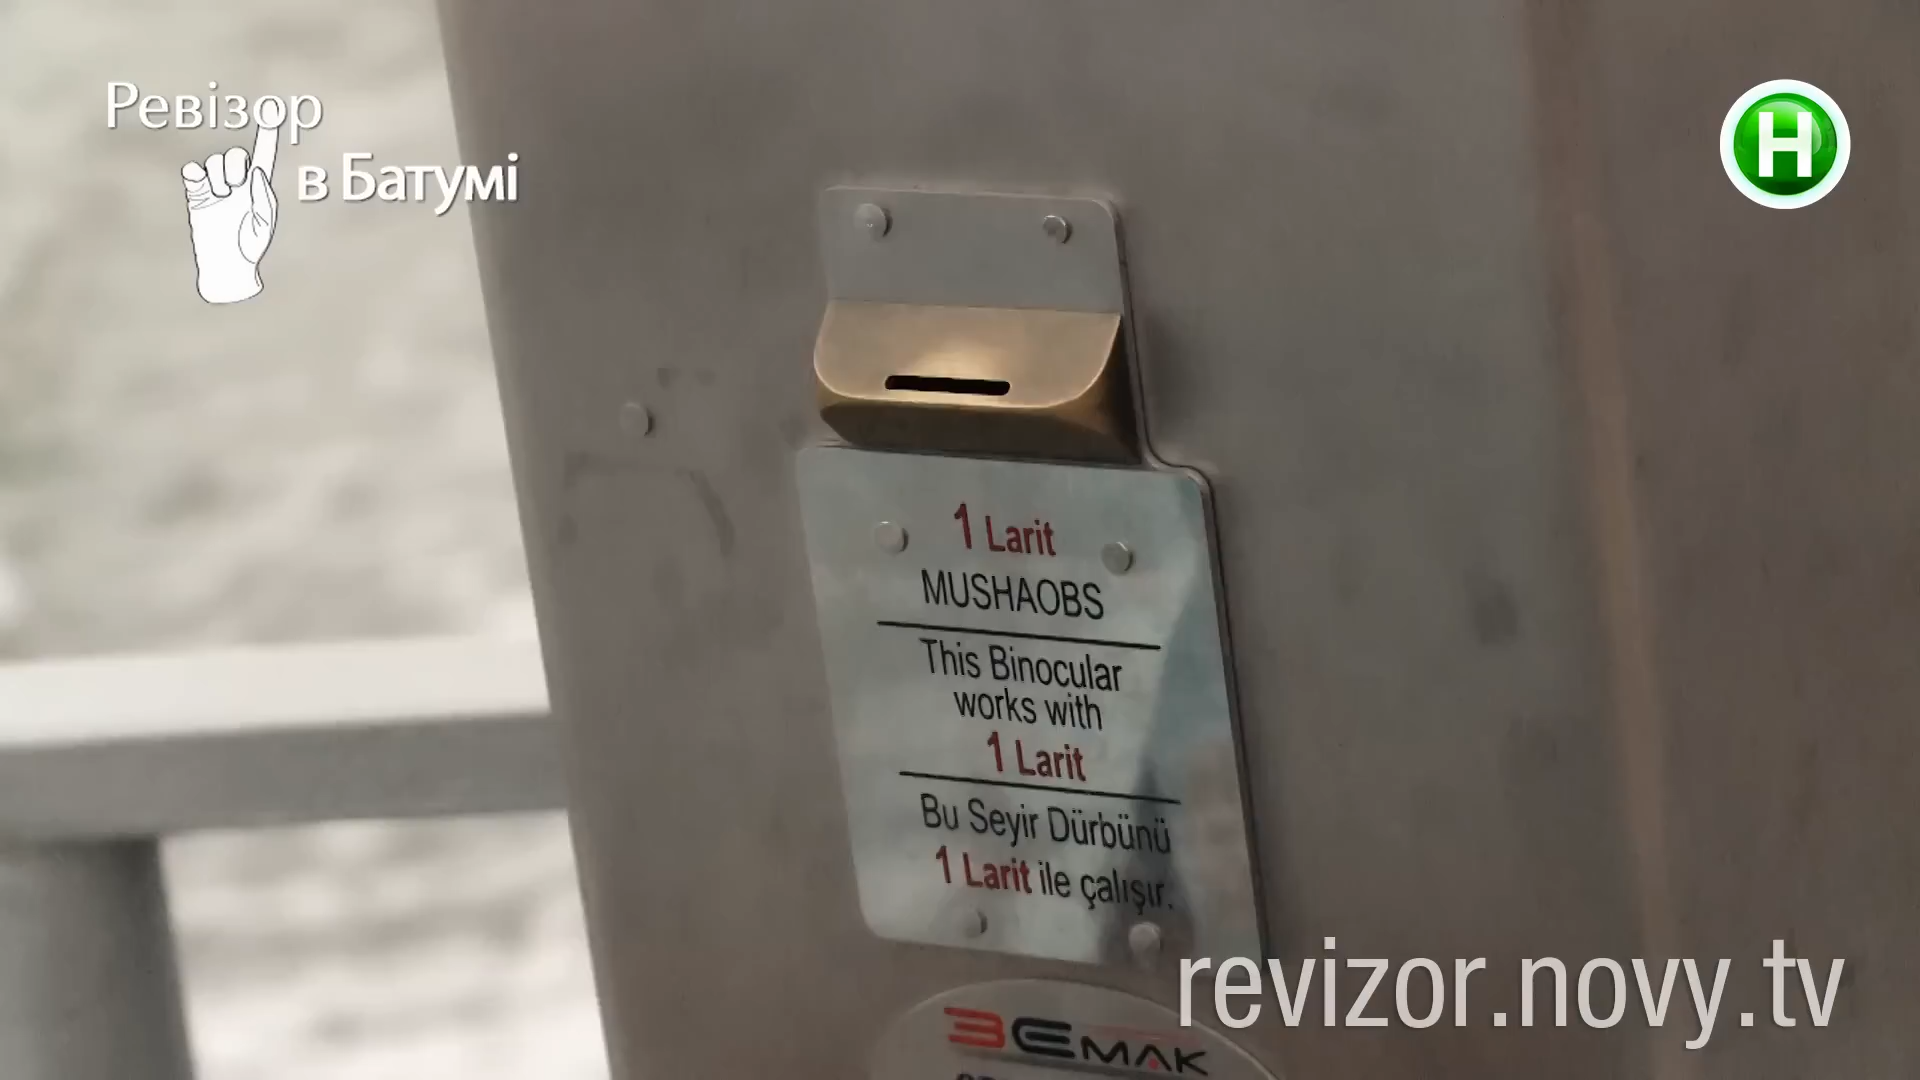 Ревізор
в Батумі
H
1 Larit
MUSHAOBS
This Binocular
works with
1 Larit
Bu Seyir Dürbünü
1 Larit ile çalışır.
revizor.novy.tv
3EMAK